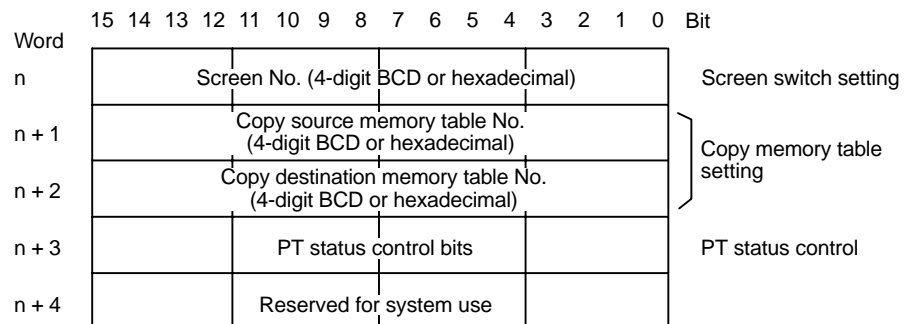 15 14 13 12 11 10 9 8 7 6 5 4 3 2 1 0 Bit
Word
n Screen No. (4-digit BCD or hexadecimal) Screen switch setting
n + 1 Copy source memory table No.
(4-digit BCD or hexadecimal)
Copy memory table
setting
n + 2 Copy destination memory table No.
(4-digit BCD or hexadecimal)
n + 3 PT status control bits PT status control
n + 4 Reserved for system use